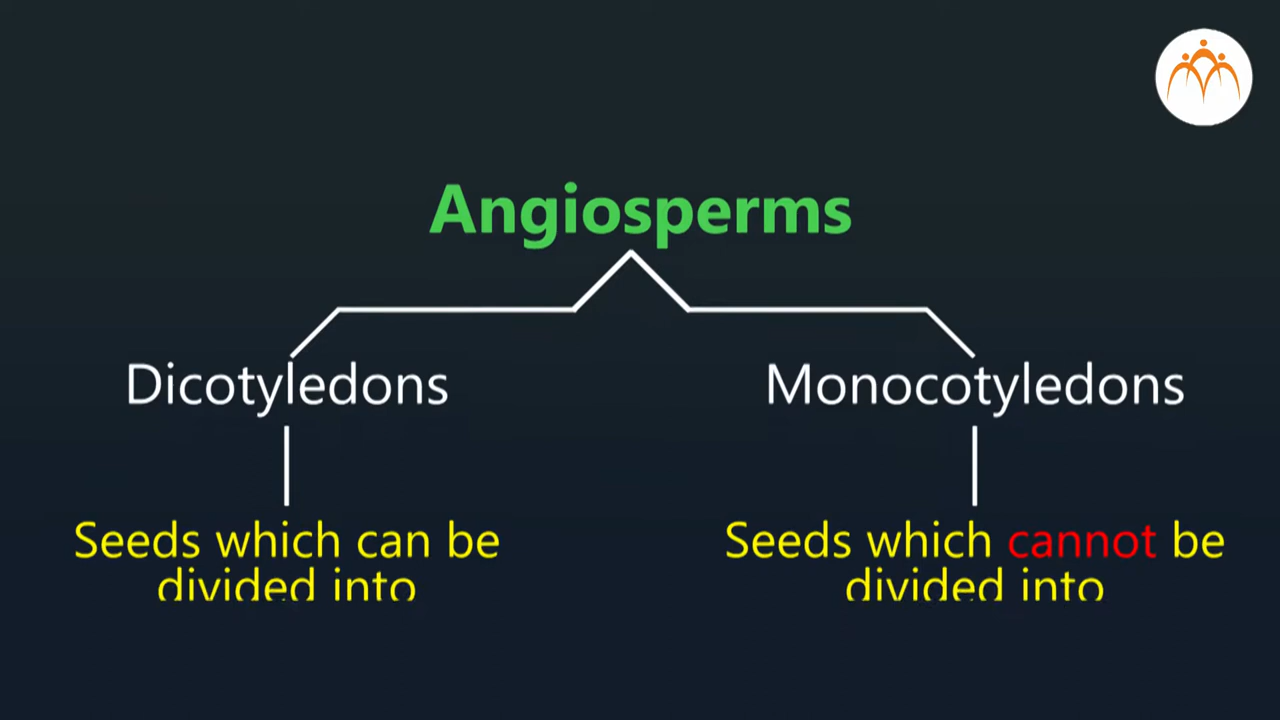 Angiosperms
Dicotyledons
Monocotyledons
Seeds which can be
divided into
Seeds which cannot be
divided into